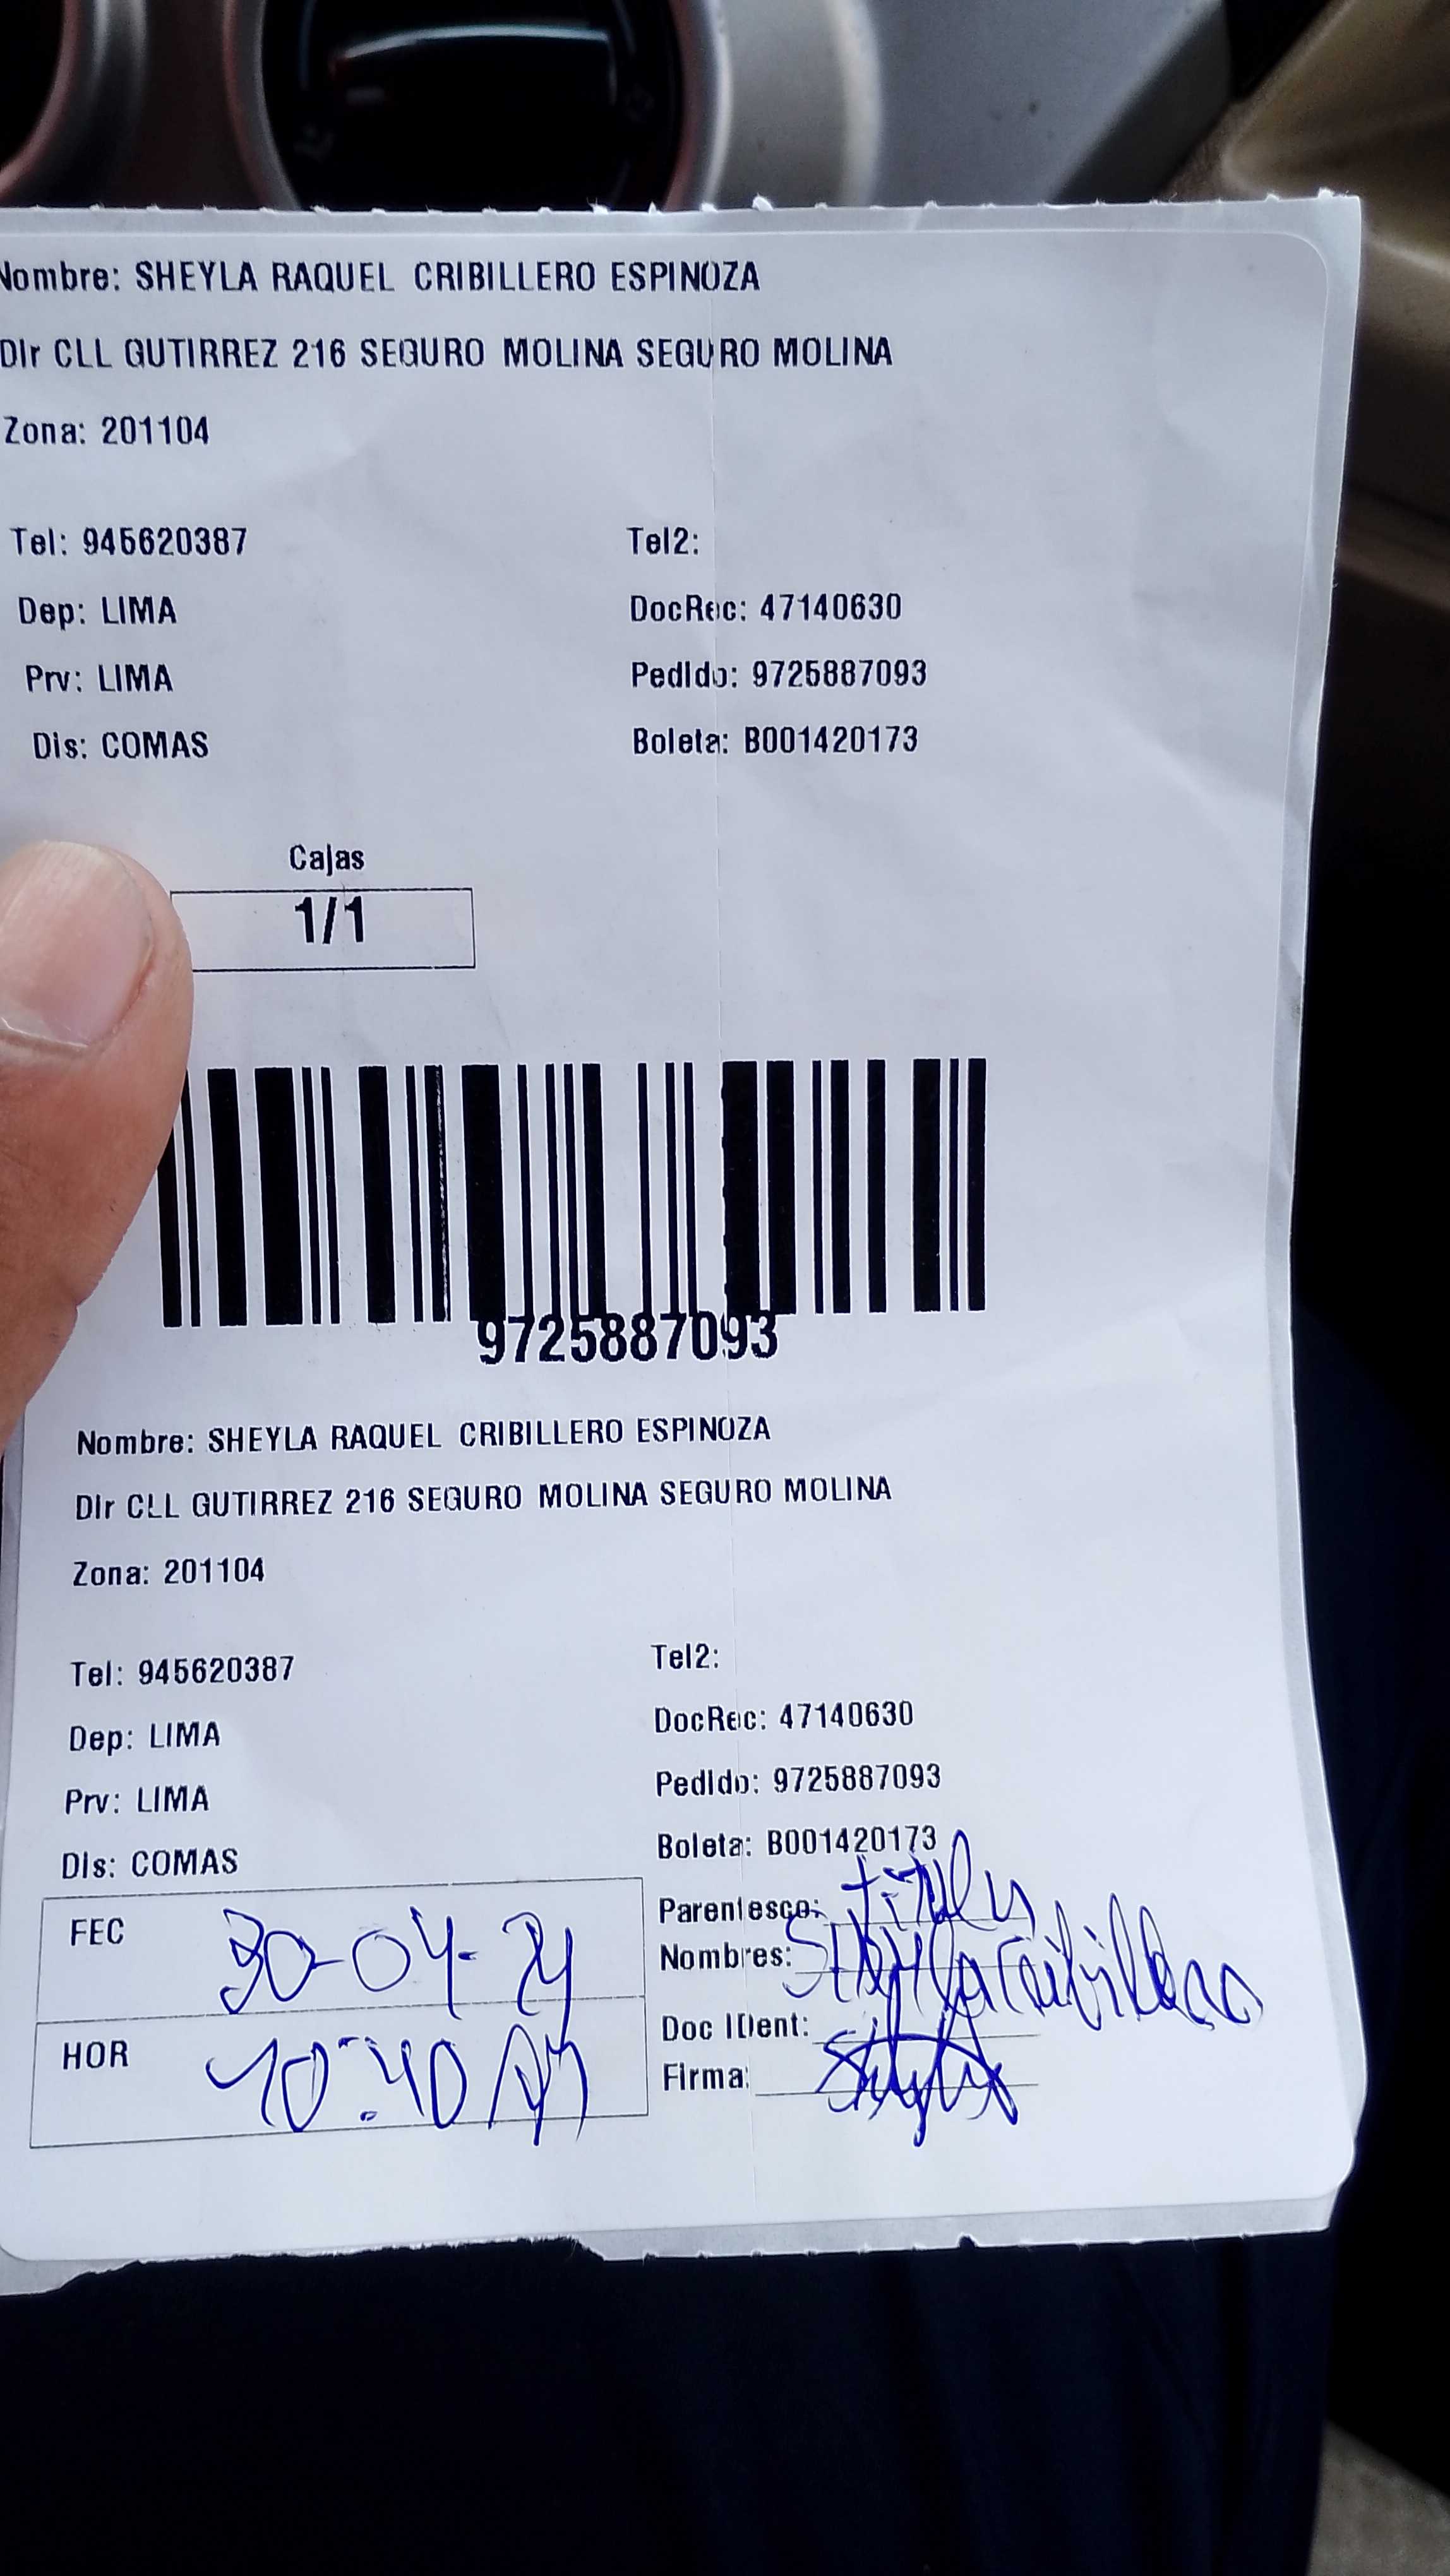 Nombre: SHEYLA RAQUEL CRIBILLERO ESPINOZA
Dir CLL GUTIRREZ 216 SEGURO MOLINA SEGURO MOLINA
Zona: 201104
Tel: 945620387 Tel2:
Dep: LIMA DocRec: 47140630
Prv: LIMA Pedido: 9725887093
Dis: COMAS Boleta: B001420173
Cajas
1/1
9725887093
Nombre: SHEYLA RAQUEL CRIBILLERO ESPINOZA
Dir CLL GUTIRREZ 216 SEGURO MOLINA SEGURO MOLINA
Zona: 201104
Tel: 945620387 Tel2:
Dep: LIMA DocRec: 47140630
Prv: LIMA Pedido: 9725887093
Dis: COMAS Boleta: B001420173
FEC 30-04-24 Parentesco:
Nombres: Sheyla Cribillero
HOR 10:40 AM Doc IDent:
Firma: